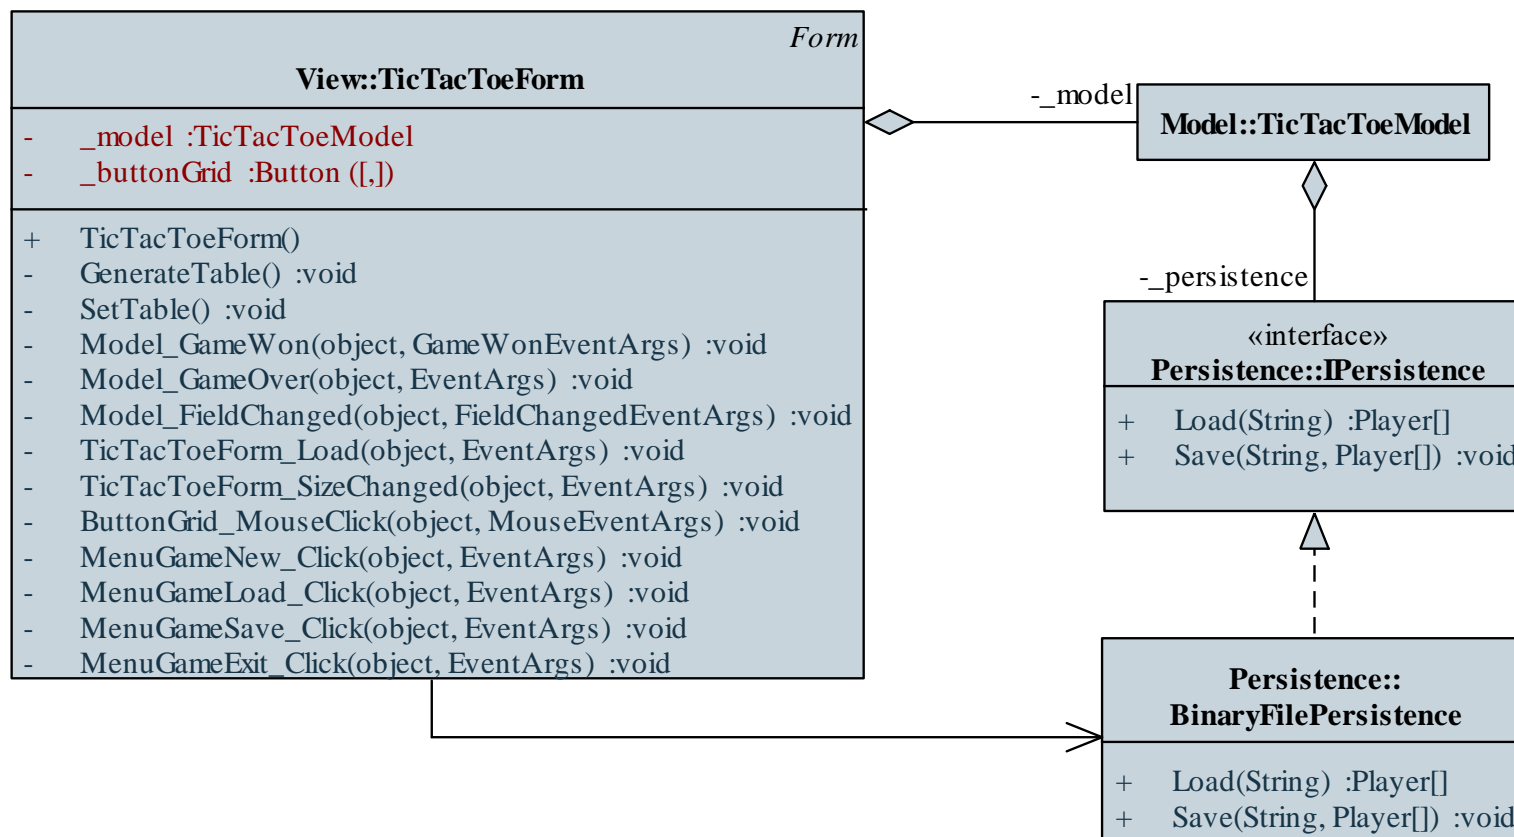 Form
View::TicTacToeForm
- _model :TicTacToeModel
- _buttonGrid :Button ([,])
+ TicTacToeForm()
- GenerateTable() :void
- SetTable() :void
- Model_GameWon(object, GameWonEventArgs) :void
- Model_GameOver(object, EventArgs) :void
- Model_FieldChanged(object, FieldChangedEventArgs) :void
- TicTacToeForm_Load(object, EventArgs) :void
- TicTacToeForm_SizeChanged(object, EventArgs) :void
- ButtonGrid_MouseClick(object, MouseEventArgs) :void
- MenuGameNew_Click(object, EventArgs) :void
- MenuGameLoad_Click(object, EventArgs) :void
- MenuGameSave_Click(object, EventArgs) :void
- MenuGameExit_Click(object, EventArgs) :void
-_model
Model::TicTacToeModel
-_persistence
«interface»
Persistence::IPersistence
+ Load(String) :Player[]
+ Save(String, Player[]) :void
Persistence::
BinaryFilePersistence
+ Load(String) :Player[]
+ Save(String, Player[]) :void